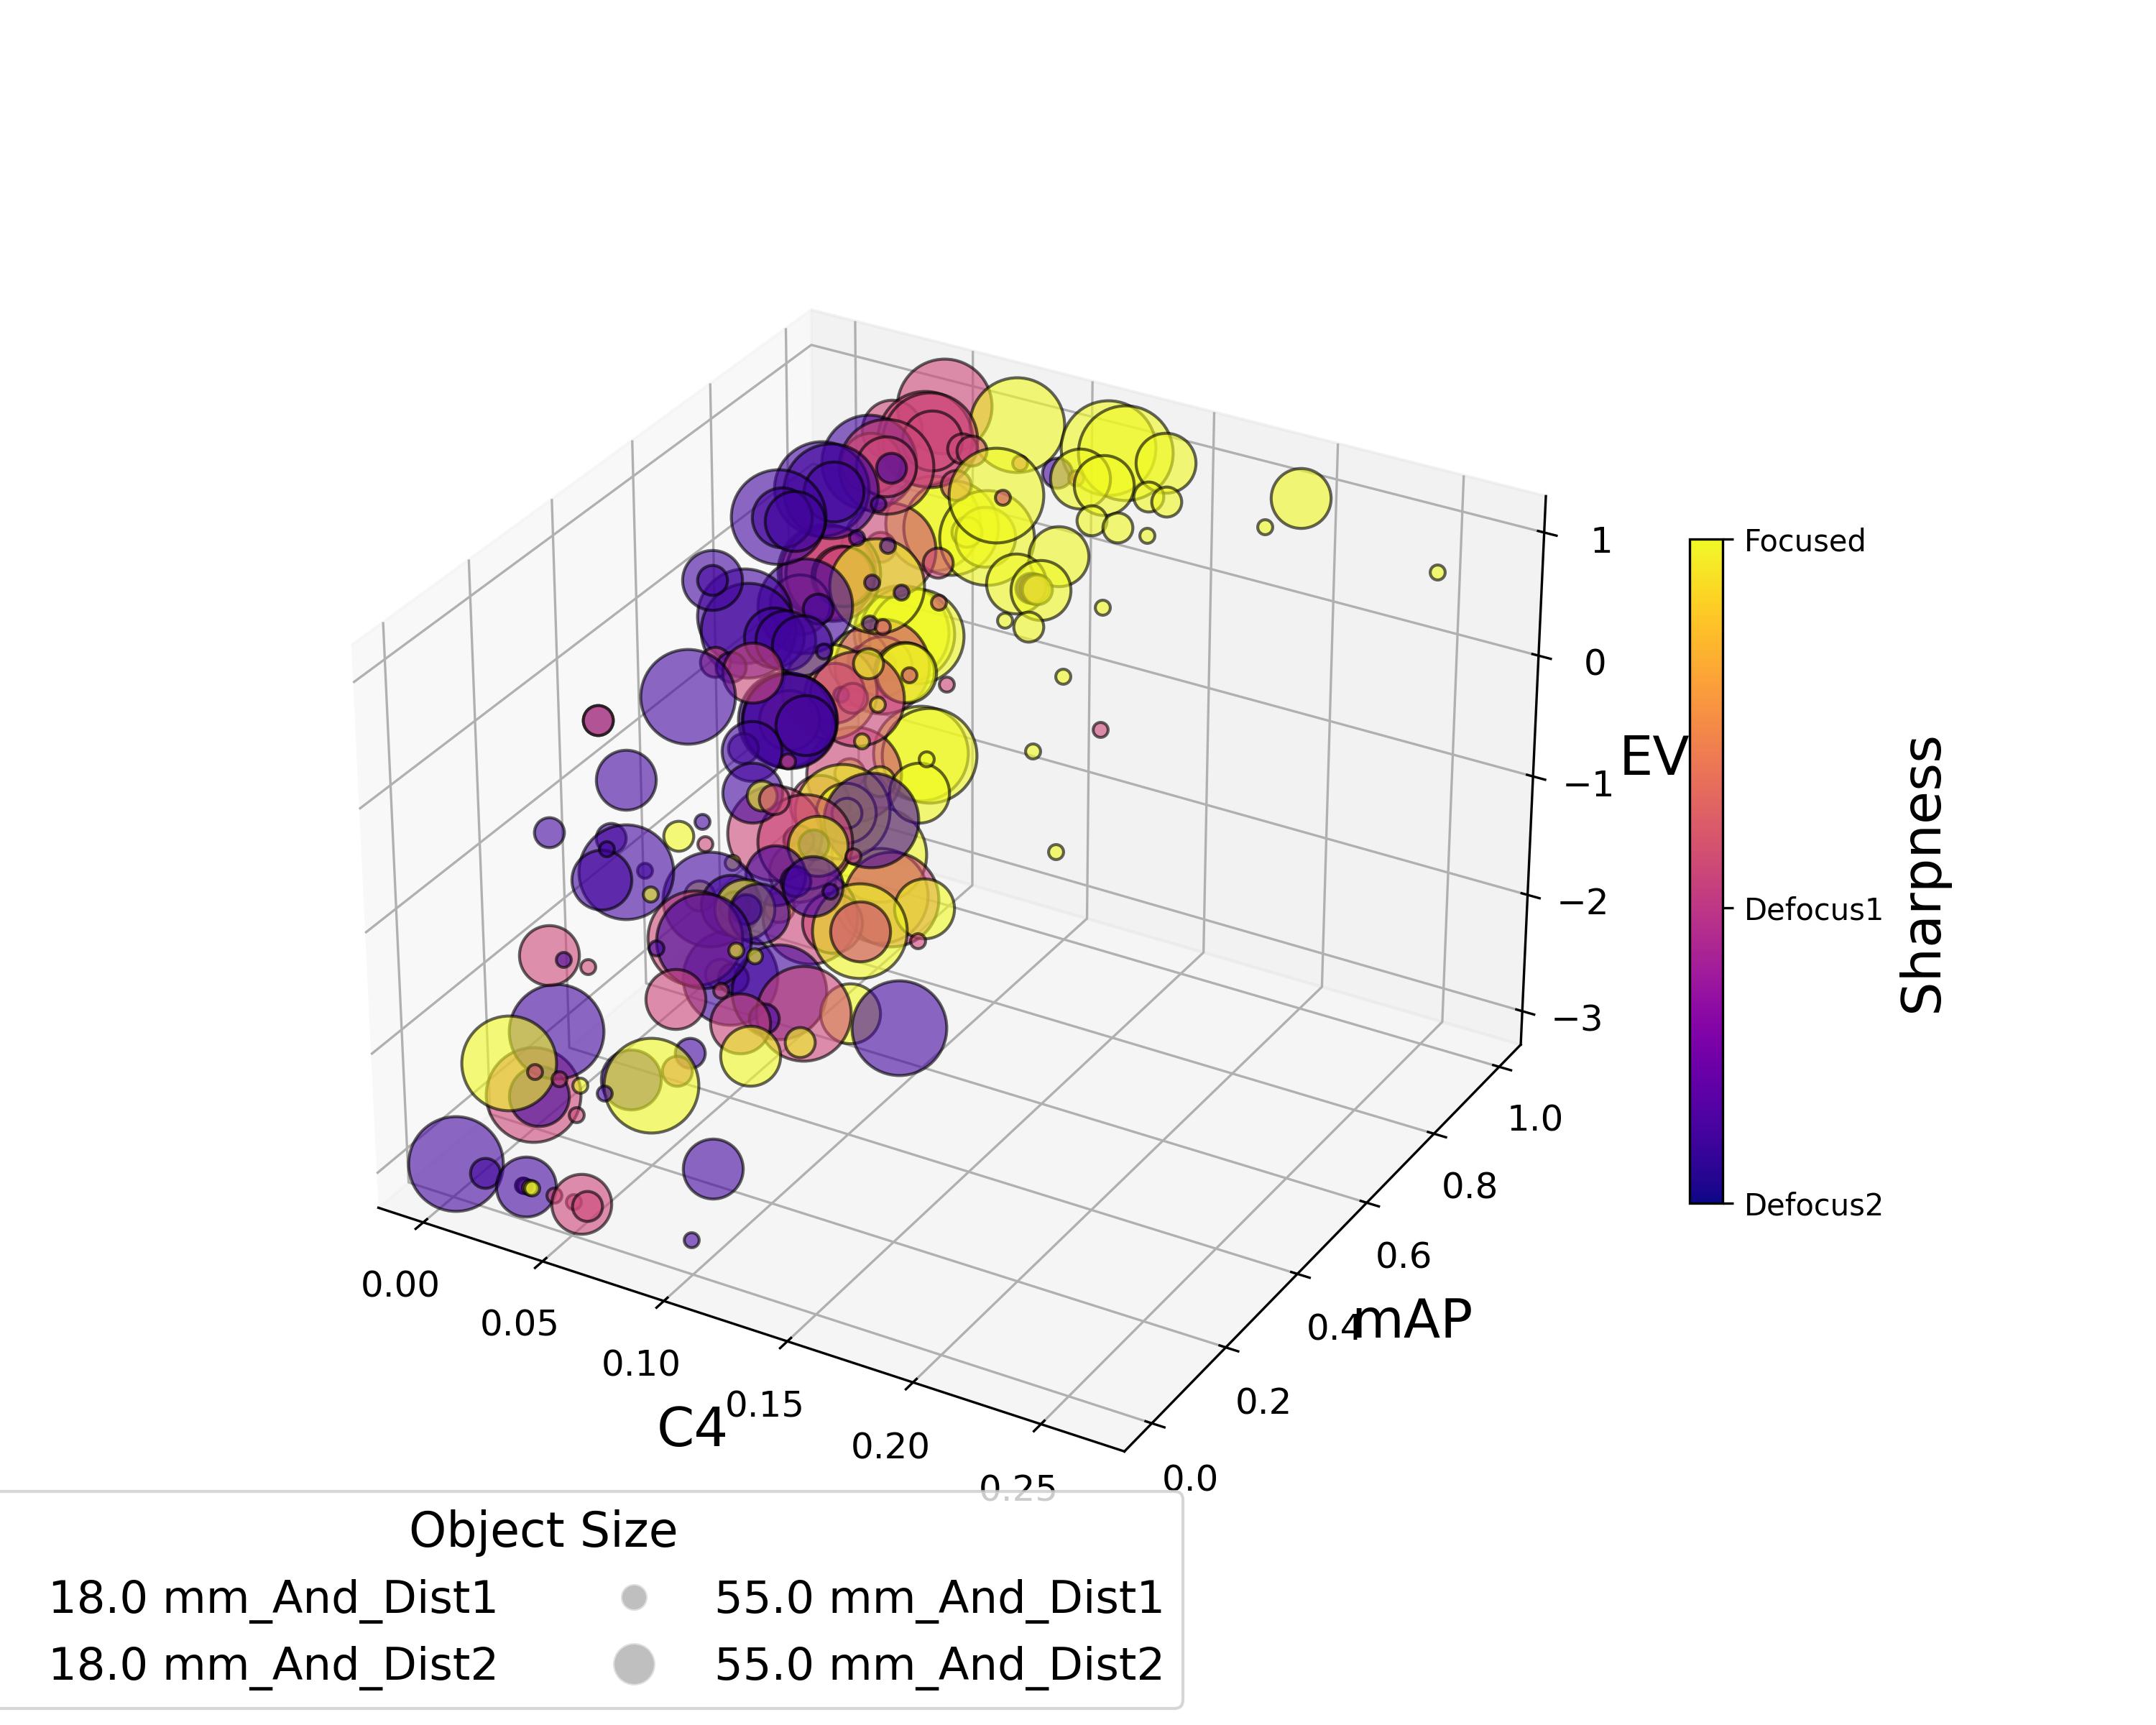 1
0
−1
−2
−3
EV
Focused
Defocus1
Defocus2
Sharpness
1.0
0.8
0.6
0.4
0.2
0.0
mAP
0.00
0.05
0.10
0.15
0.20
0.25
C4
Object Size
18.0 mm_And_Dist1
55.0 mm_And_Dist1
18.0 mm_And_Dist2
55.0 mm_And_Dist2